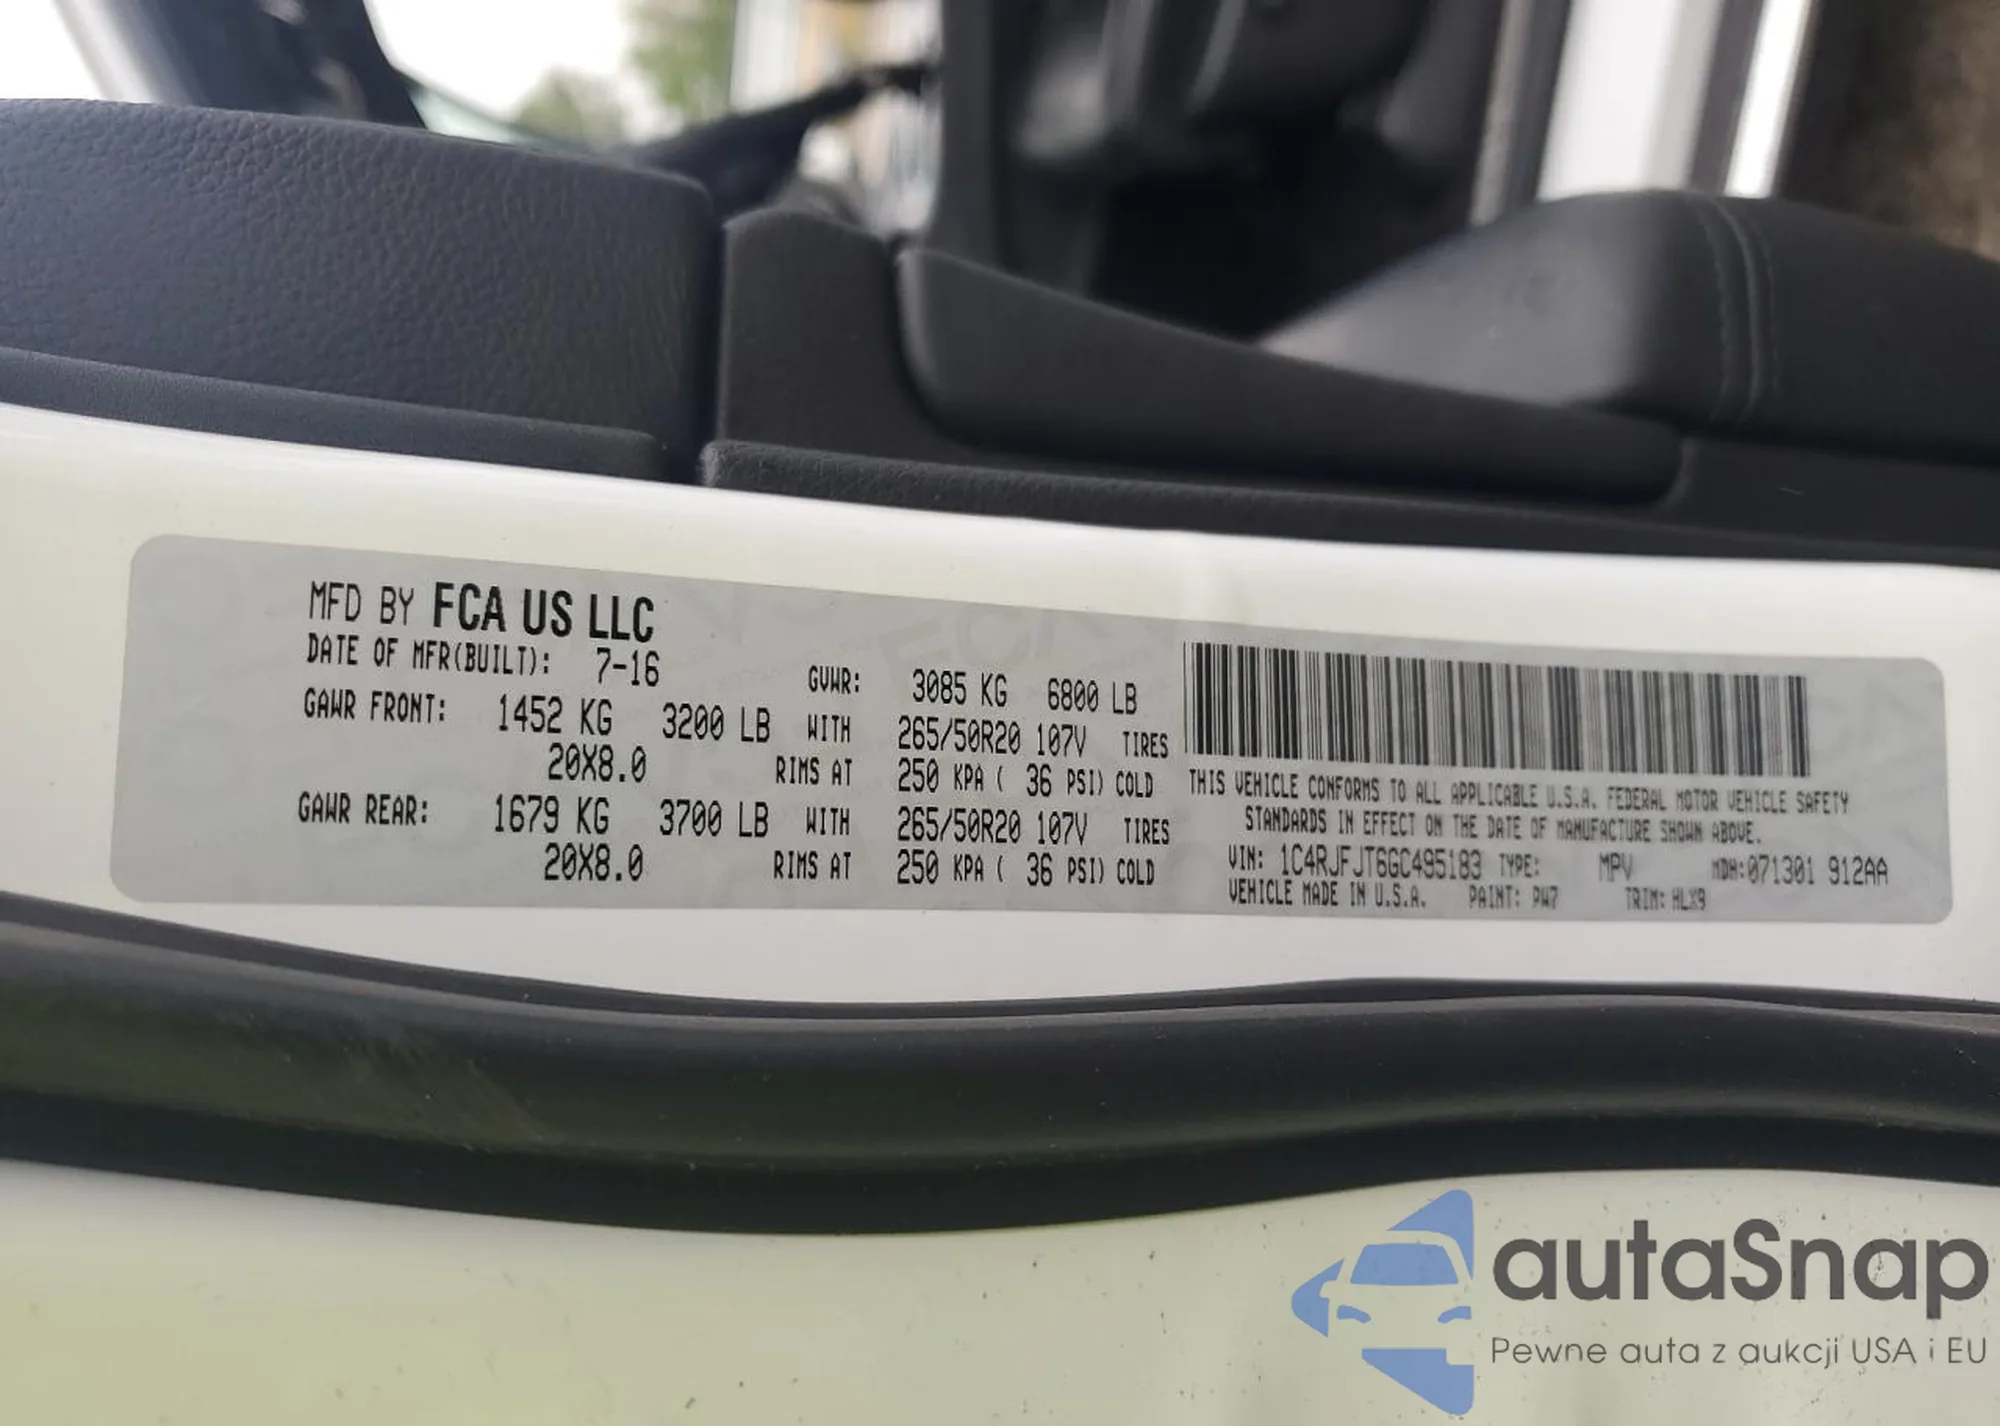 MFD BY FCA US LLC
DATE OF MFR(BUILT): 7-16 GVWR: 3085 KG 6800 LB
GAWR FRONT: 1452 KG 3200 LB WITH 265/50R20 107V TIRES
20X8.0 RIMS AT 250 KPA ( 36 PSI) COLD
GAWR REAR: 1679 KG 3700 LB WITH 265/50R20 107V TIRES
20X8.0 RIMS AT 250 KPA ( 36 PSI) COLD
THIS VEHICLE CONFORMS TO ALL APPLICABLE U.S.A. FEDERAL MOTOR VEHICLE SAFETY
STANDARDS IN EFFECT ON THE DATE OF MANUFACTURE SHOWN ABOVE.
VIN: 1C4RJFJT6GC495183 TYPE: MPV MDH:071301 912AA
VEHICLE MADE IN U.S.A. PAINT: PW7 TRIM: HLX9
autaSnap
Pewne auta z aukcji USA i EU